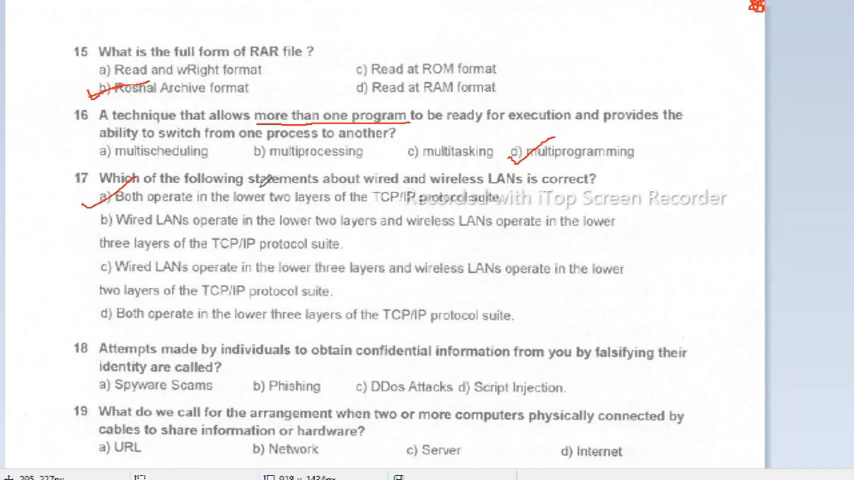 15 What is the full form of RAR file ?
a) Read and wRight format c) Read at ROM format
b) Roshal Archive format d) Read at RAM format
16 A technique that allows more than one program to be ready for execution and provides the
ability to switch from one process to another?
a) multischeduling b) multiprocessing c) multitasking d) multiprogramming
17 Which of the following statements about wired and wireless LANs is correct?
a) Both operate in the lower two layers of the TCP/IP protocol suite.
Recorded with iTop Screen Recorder
b) Wired LANs operate in the lower two layers and wireless LANs operate in the lower
three layers of the TCP/IP protocol suite.
c) Wired LANs operate in the lower three layers and wireless LANs operate in the lower
two layers of the TCP/IP protocol suite.
d) Both operate in the lower three layers of the TCP/IP protocol suite.
18 Attempts made by individuals to obtain confidential information from you by falsifying their
identity are called?
a) Spyware Scams b) Phishing c) DDos Attacks d) Script Injection.
19 What do we call for the arrangement when two or more computers physically connected by
cables to share information or hardware?
a) URL b) Network c) Server d) Internet